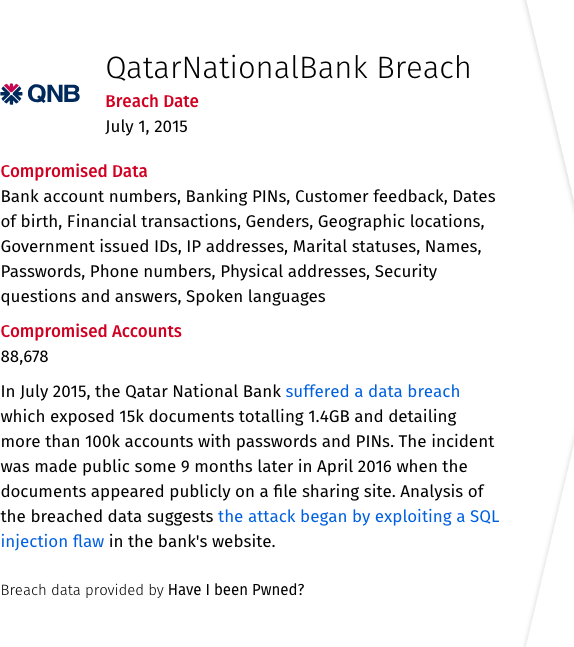 QNB
QatarNationalBank Breach
Breach Date
July 1, 2015
Compromised Data
Bank account numbers, Banking PINs, Customer feedback, Dates
of birth, Financial transactions, Genders, Geographic locations,
Government issued IDs, IP addresses, Marital statuses, Names,
Passwords, Phone numbers, Physical addresses, Security
questions and answers, Spoken languages
Compromised Accounts
88,678
In July 2015, the Qatar National Bank suffered a data breach
which exposed 15k documents totalling 1.4GB and detailing
more than 100k accounts with passwords and PINs. The incident
was made public some 9 months later in April 2016 when the
documents appeared publicly on a file sharing site. Analysis of
the breached data suggests the attack began by exploiting a SQL
injection flaw in the bank's website.
Breach data provided by Have I been Pwned?